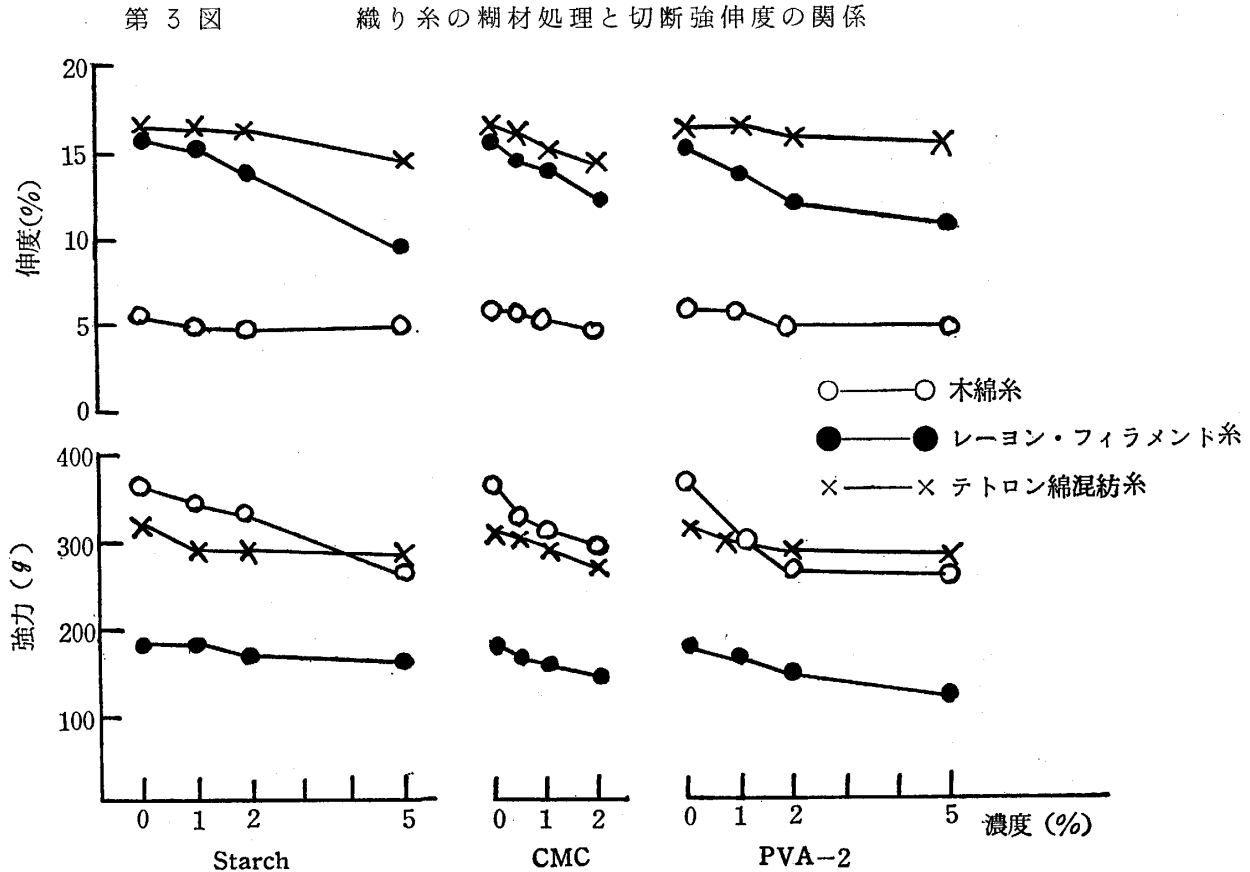 第3図 織り糸の糊材処理と切断強伸度の関係
20
15
10
5
0
伸度(%)
木綿糸
レーヨン・フィラメント糸
テトロン綿混紡糸
400
300
200
100
強力(g)
0 1 2 5
0 1 2
0 1 2 5
濃度(%)
Starch
CMC
PVA-2